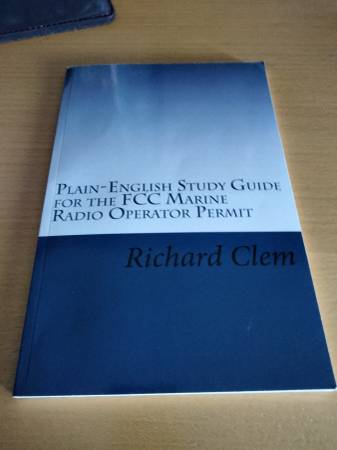 Plain-English Study Guide
for the FCC Marine
Radio Operator Permit
Richard Clem